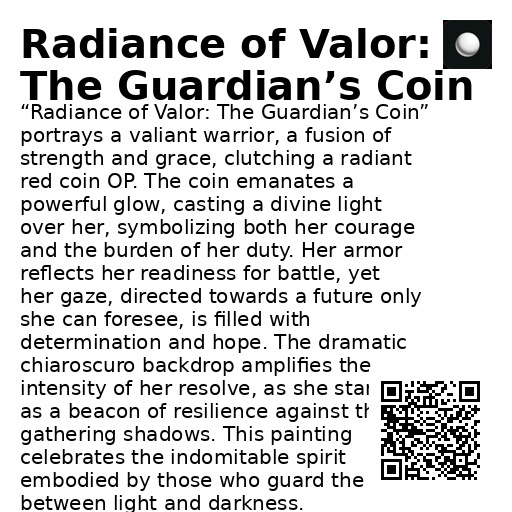 Radiance of Valor:
The Guardian’s Coin
“Radiance of Valor: The Guardian’s Coin”
portrays a valiant warrior, a fusion of
strength and grace, clutching a radiant
red coin OP. The coin emanates a
powerful glow, casting a divine light
over her, symbolizing both her courage
and the burden of her duty. Her armor
reflects her readiness for battle, yet
her gaze, directed towards a future only
she can foresee, is filled with
determination and hope. The dramatic
chiaroscuro backdrop amplifies the
intensity of her resolve, as she
as a beacon of resilience against
gathering shadows. This painting
celebrates the indomitable spirit
embodied by those who guard the
between light and darkness.